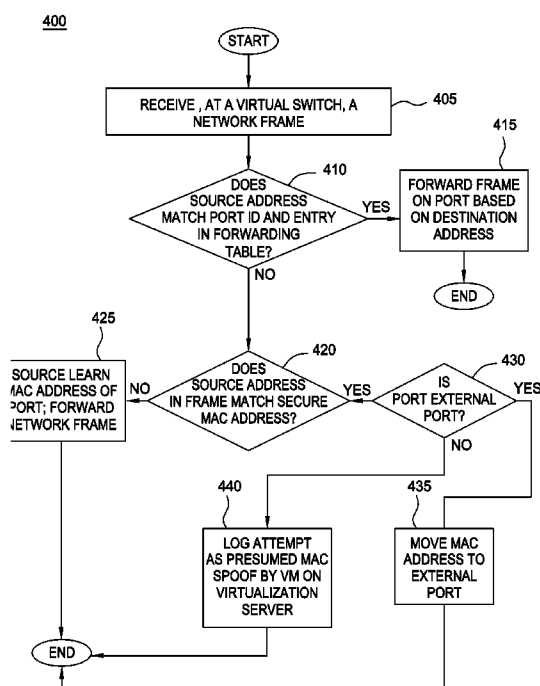 400
START
RECEIVE , AT A VIRTUAL SWITCH, A
NETWORK FRAME
405
DOES
SOURCE ADDRESS
MATCH PORT ID AND ENTRY
IN FORWARDING
TABLE?
410
YES
NO
415
FORWARD FRAME
ON PORT BASED
ON DESTINATION
ADDRESS
END
425
SOURCE LEARN
MAC ADDRESS OF
PORT; FORWARD
NETWORK FRAME
NO
420
DOES
SOURCE ADDRESS
IN FRAME MATCH SECURE
MAC ADDRESS?
YES
430
IS
PORT EXTERNAL
PORT?
YES
NO
440
LOG ATTEMPT
AS PRESUMED MAC
SPOOF BY VM ON
VIRTUALIZATION
SERVER
435
MOVE MAC
ADDRESS TO
EXTERNAL
PORT
END